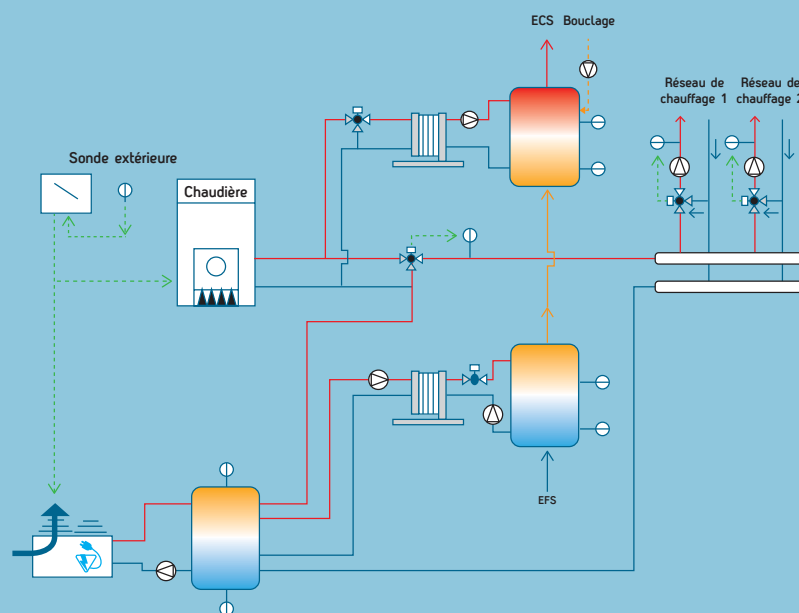 ECS Bouclage
Réseau de
chauffage 1
Réseau de
chauffage 2
Sonde extérieure
Chaudière
EFS